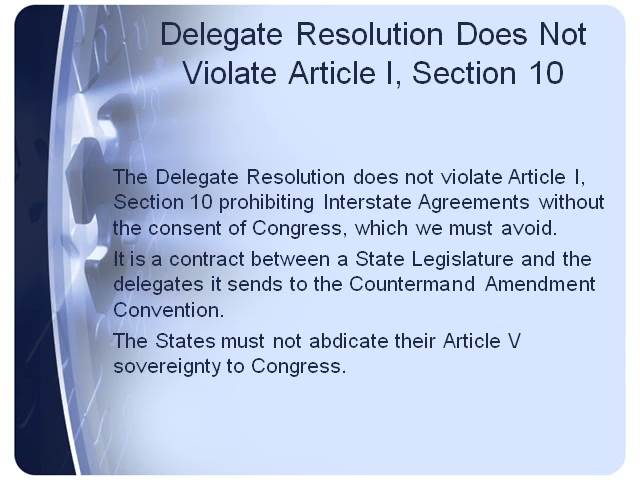 Delegate Resolution Does Not
Violate Article I, Section 10
The Delegate Resolution does not violate Article I,
Section 10 prohibiting Interstate Agreements without
the consent of Congress, which we must avoid.
It is a contract between a State Legislature and the
delegates it sends to the Countermand Amendment
Convention.
The States must not abdicate their Article V
sovereignty to Congress.